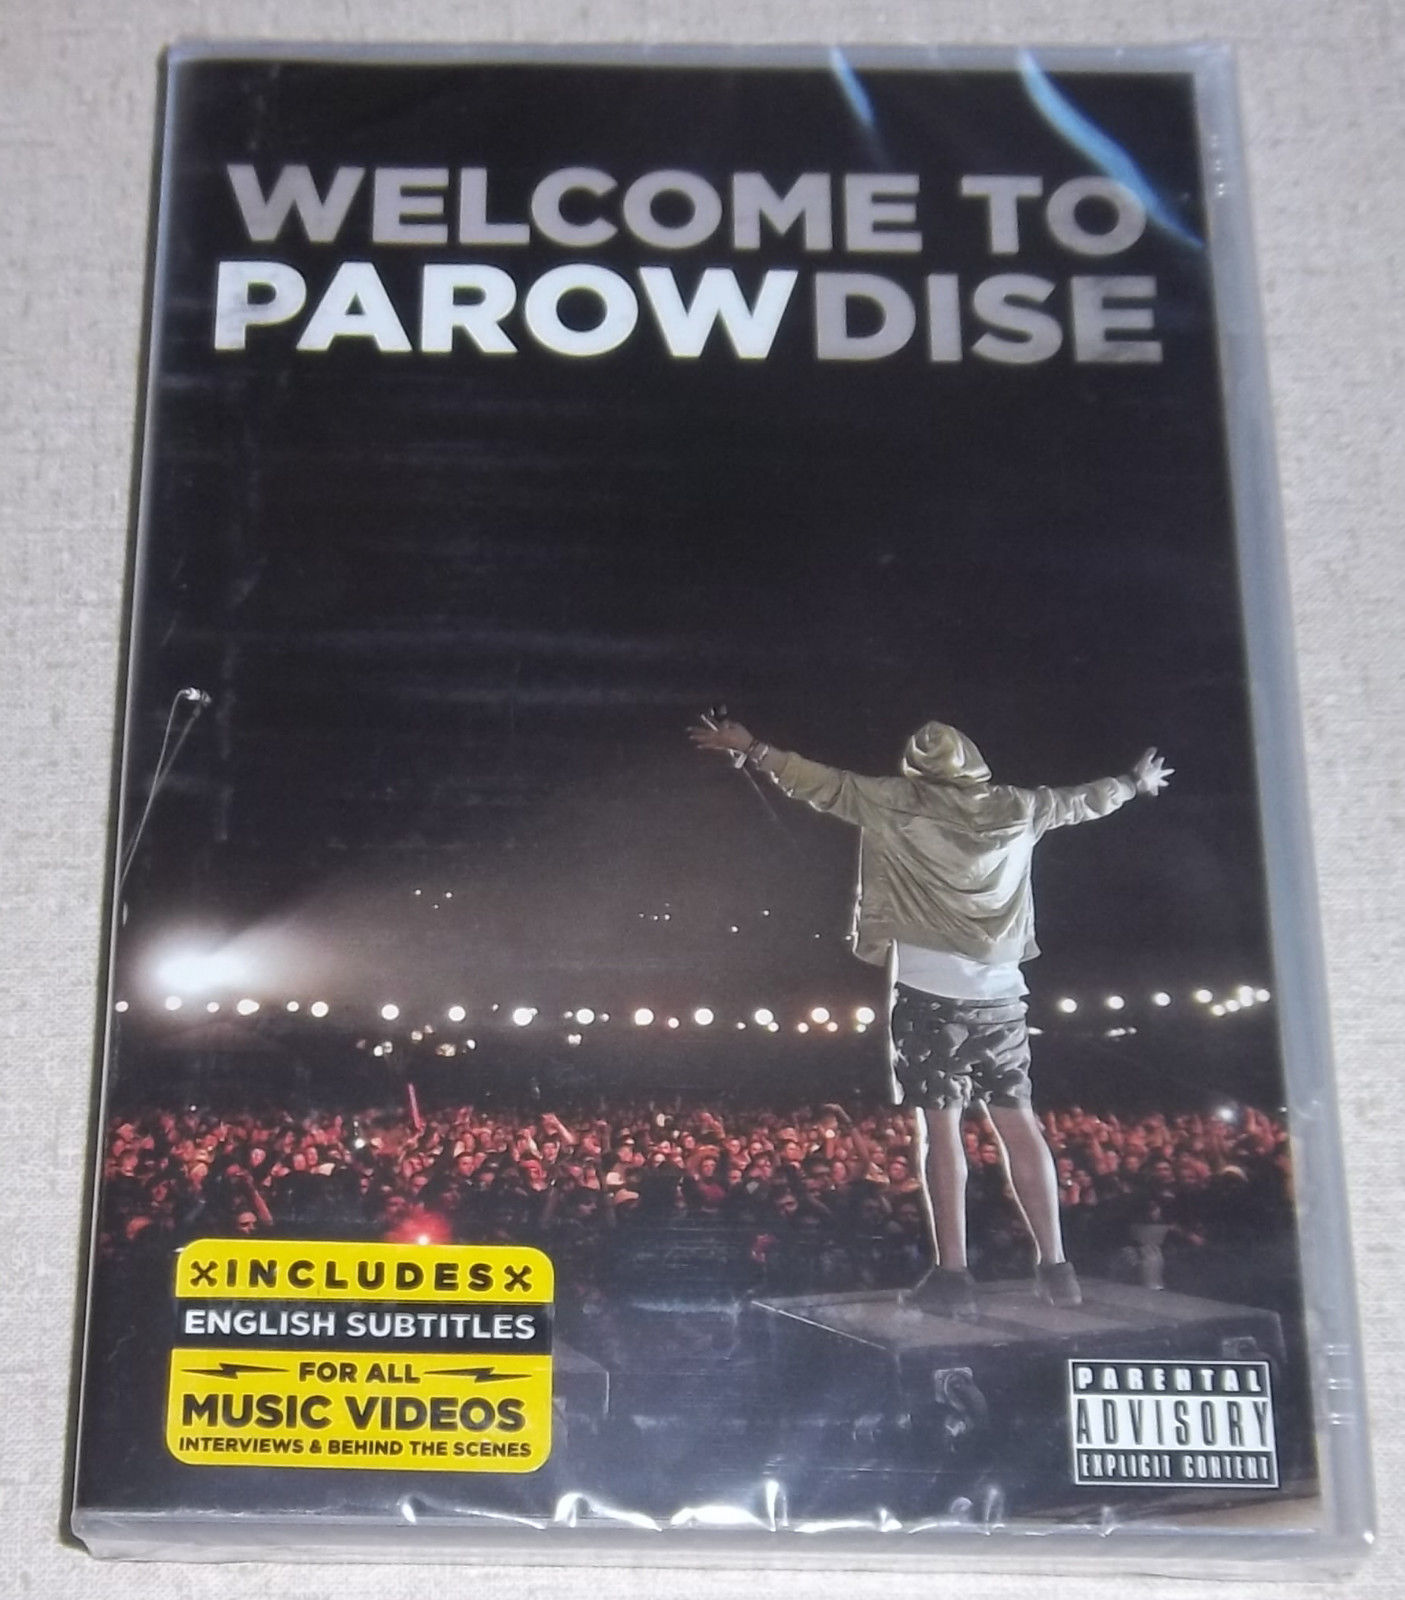 WELCOME TO
PAROWDISE
INCLUDES
ENGLISH SUBTITLES
FOR ALL
MUSIC VIDEOS
INTERVIEWS & BEHIND THE SCENES
PARENTAL
ADVISORY
EXPLICIT CONTENT